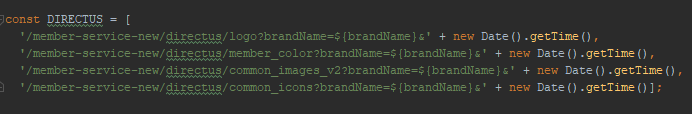 const DIRECTUS = [
'/member-service-new/directus/logo?brandName=${brandName}&' + new Date().getTime(),
'/member-service-new/directus/member_color?brandName=${brandName}&' + new Date().getTime(),
'/member-service-new/directus/common_images_v2?brandName=${brandName}&' + new Date().getTime(),
'/member-service-new/directus/common_icons?brandName=${brandName}&' + new Date().getTime()];